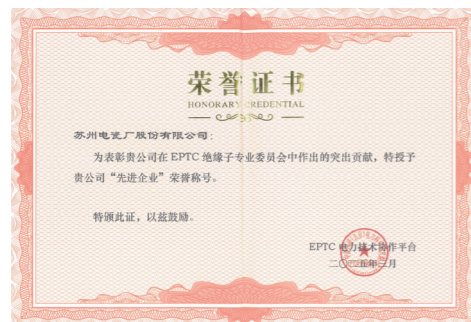 荣誉证书
HONORARY CREDENTIAL
苏州电瓷厂股份有限公司：
为表彰贵公司在 EPTC 绝缘子专业委员会中作出的突出贡献，特授予
贵公司“先进企业”荣誉称号。
特颁此证，以兹鼓励。
EPTC 电力技术协作平台
二〇一五年三月